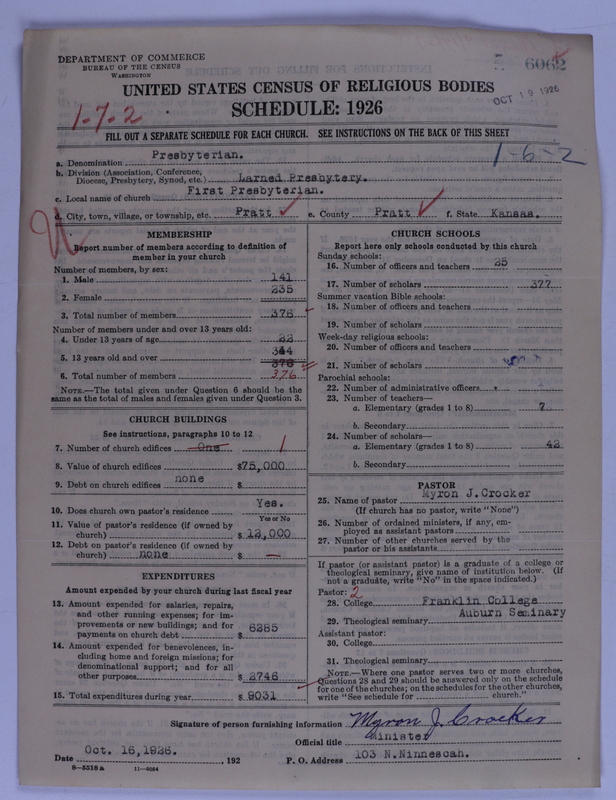 DEPARTMENT OF COMMERCE
BUREAU OF THE CENSUS
WASHINGTON
6062
OCT 19 1926
UNITED STATES CENSUS OF RELIGIOUS BODIES
SCHEDULE: 1926
1-7-2
FILL OUT A SEPARATE SCHEDULE FOR EACH CHURCH. SEE INSTRUCTIONS ON THE BACK OF THIS SHEET
1-6-2
a. Denomination Presbyterian.
b. Division (Association, Conference, Diocese, Presbytery, Synod, etc.) Larned Presbytery.
c. Local name of church First Presbyterian.
d. City, town, village, or township, etc. Pratt e. County Pratt f. State Kansas.
MEMBERSHIP
Report number of members according to definition of
member in your church
Number of members, by sex:
1. Male 141
2. Female 235
3. Total number of members 376
Number of members under and over 13 years old:
4. Under 13 years of age
5. 13 years old and over
6. Total number of members 376
NOTE.—The total given under Question 6 should be the
same as the total of males and females given under Question 3.
CHURCH BUILDINGS
See instructions, paragraphs 10 to 12
7. Number of church edifices One 1
8. Value of church edifices $75,000
9. Debt on church edifices none $
10. Does church own pastor's residence Yes.
Yes or No
11. Value of pastor's residence (if owned by
church) $ 12,000
12. Debt on pastor's residence (if owned by
church) none $ —
EXPENDITURES
Amount expended by your church during last fiscal year
13. Amount expended for salaries, repairs,
and other running expenses; for im-
provements or new buildings; and for
payments on church debt $ 6285
14. Amount expended for benevolences, in-
cluding home and foreign missions; for
denominational support; and for all
other purposes $ 2746
15. Total expenditures during year $ 9031
CHURCH SCHOOLS
Report here only schools conducted by this church
Sunday schools:
16. Number of officers and teachers 25
17. Number of scholars 377
Summer vacation Bible schools:
18. Number of officers and teachers
19. Number of scholars
Week-day religious schools:
20. Number of officers and teachers
21. Number of scholars
Parochial schools:
22. Number of administrative officers
23. Number of teachers—
a. Elementary (grades 1 to 8) 7
b. Secondary
24. Number of scholars—
a. Elementary (grades 1 to 8) 42
b. Secondary
PASTOR
25. Name of pastor Myron J.Crocker
(If church has no pastor, write "None")
26. Number of ordained ministers, if any, em-
ployed as assistant pastors
27. Number of other churches served by the
pastor or his assistants
If pastor (or assistant pastor) is a graduate of a college or
theological seminary, give name of institution below. (If
not a graduate, write "No" in the space indicated.)
Pastor: 2
28. College Franklin College
29. Theological seminary Auburn Seminary
Assistant pastor:
30. College
31. Theological seminary
NOTE.—Where one pastor serves two or more churches,
Questions 28 and 29 should be answered only on the schedule
for one of the churches; on the schedules for the other churches,
write "See schedule for church."
Signature of person furnishing information Myron J. Crocker
Official title Minister
Date Oct. 16,1926. , 192 P. O. Address 103 N.Ninnescah.
8—5518 a 11—9064